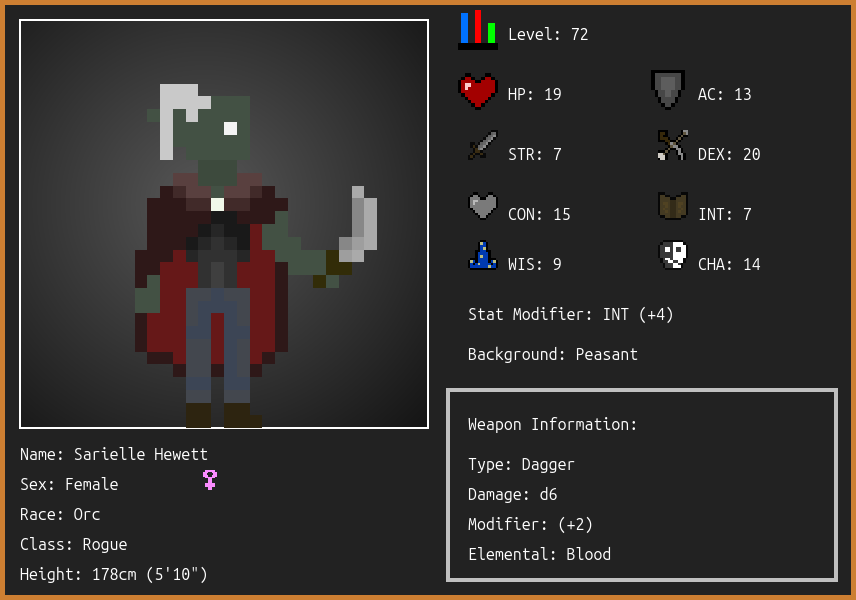 Level: 72
HP: 19
AC: 13
STR: 7
DEX: 20
CON: 15
INT: 7
WIS: 9
CHA: 14
Stat Modifier: INT (+4)
Background: Peasant
Weapon Information:
Type: Dagger
Damage: d6
Modifier: (+2)
Elemental: Blood
Name: Sarielle Hewett
Sex: Female
Race: Orc
Class: Rogue
Height: 178cm (5'10")